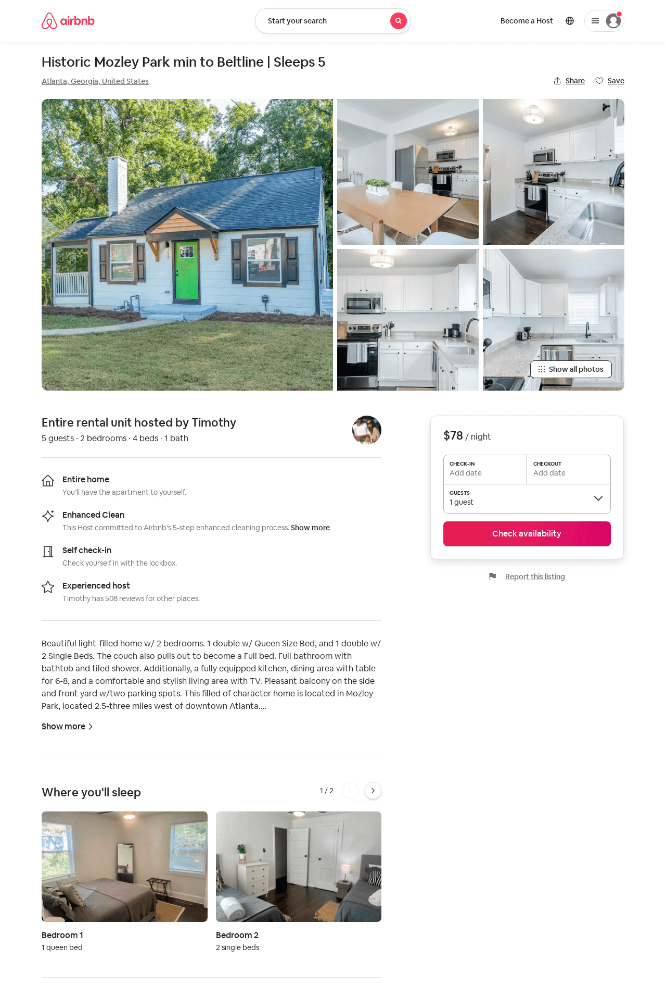 airbnb
Start your search
Become a Host
Historic Mozley Park min to Beltline | Sleeps 5
Atlanta, Georgia, United States
Share
Save
Show all photos
Entire rental unit hosted by Timothy
5 guests · 2 bedrooms · 4 beds · 1 bath
Entire home
You’ll have the apartment to yourself.
Enhanced Clean
This Host committed to Airbnb's 5-step enhanced cleaning process. Show more
Self check-in
Check yourself in with the lockbox.
Experienced host
Timothy has 508 reviews for other places.
$78 / night
CHECK-IN
Add date
CHECKOUT
Add date
GUESTS
1 guest
Check availability
Report this listing
Beautiful light-filled home w/ 2 bedrooms. 1 double w/ Queen Size Bed, and 1 double w/
2 Single Beds. The couch also pulls out to become a Full bed. Full bathroom with
bathtub and tiled shower. Additionally, a fully equipped kitchen, dining area with table
for 6-8, and a comfortable and stylish living area with TV. Pleasant balcony on the side
and front yard w/two parking spots. This filled of character home is located in Mozley
Park, located 2.5-three miles west of downtown Atlanta.…
Show more
Where you'll sleep
1 / 2
Bedroom 1
1 queen bed
Bedroom 2
2 single beds